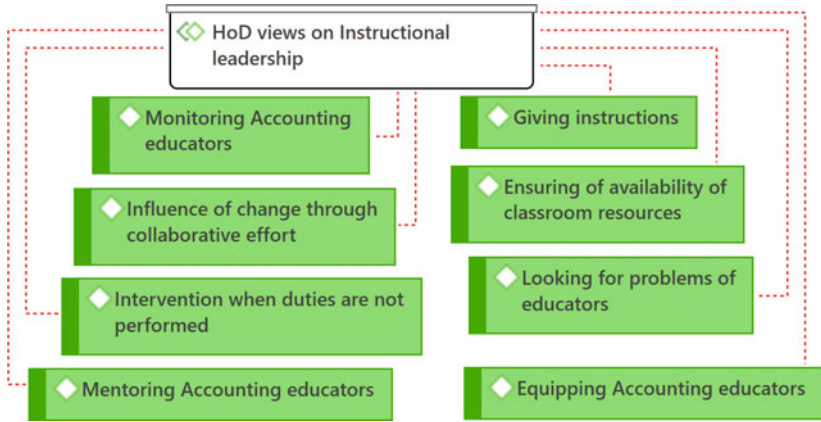 HoD views on Instructional
leadership
Monitoring Accounting
educators
Giving instructions
Influence of change through
collaborative effort
Ensuring of availability of
classroom resources
Intervention when duties are not
performed
Looking for problems of
educators
Mentoring Accounting educators
Equipping Accounting educators